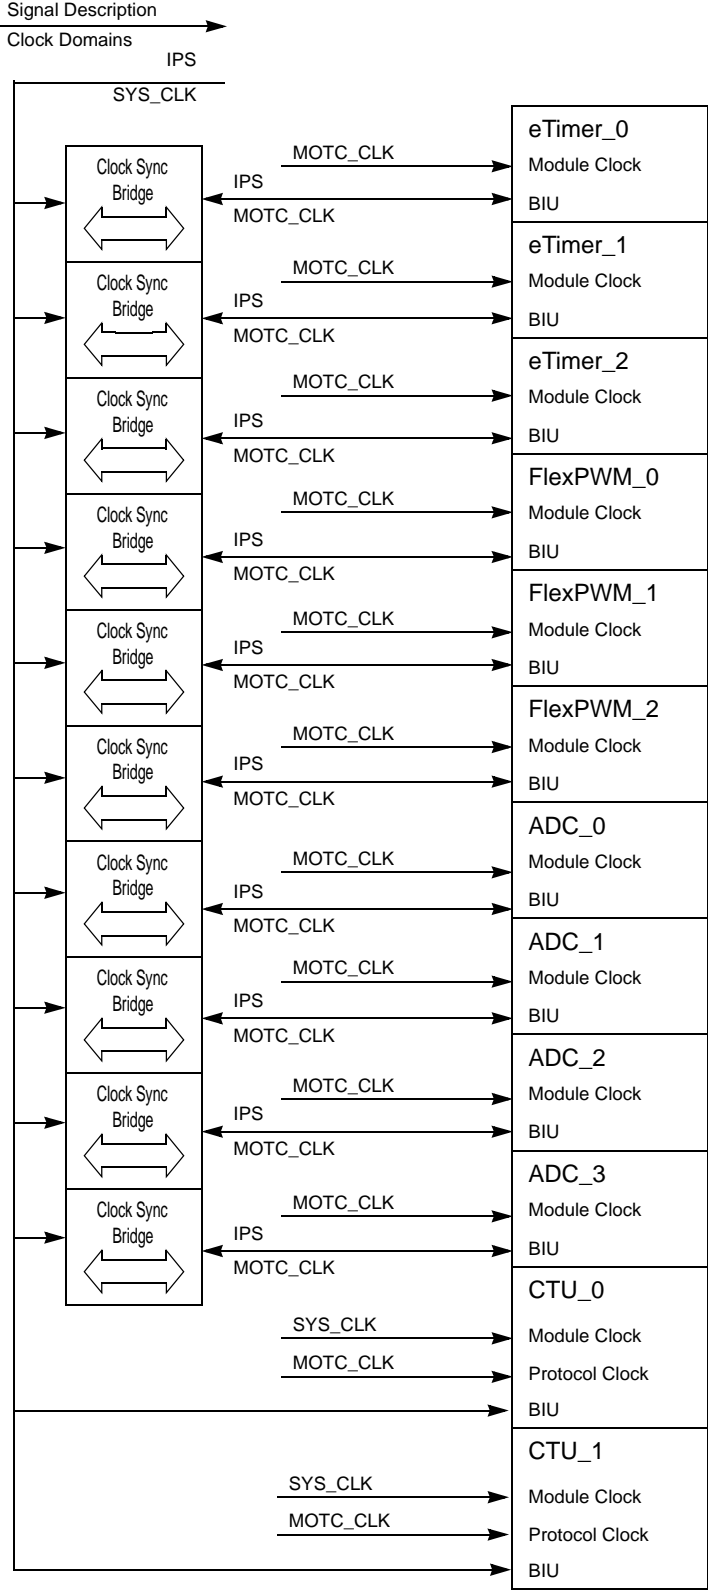 Signal Description
Clock Domains
IPS
SYS_CLK
eTimer_0
MOTC_CLK
Module Clock
Clock Sync
Bridge
IPS
BIU
MOTC_CLK
eTimer_1
MOTC_CLK
Module Clock
Clock Sync
Bridge
IPS
BIU
MOTC_CLK
eTimer_2
MOTC_CLK
Module Clock
Clock Sync
Bridge
IPS
BIU
MOTC_CLK
FlexPWM_0
MOTC_CLK
Module Clock
Clock Sync
Bridge
IPS
BIU
MOTC_CLK
FlexPWM_1
MOTC_CLK
Module Clock
Clock Sync
Bridge
IPS
BIU
MOTC_CLK
FlexPWM_2
MOTC_CLK
Module Clock
Clock Sync
Bridge
IPS
BIU
MOTC_CLK
ADC_0
MOTC_CLK
Module Clock
Clock Sync
Bridge
IPS
BIU
MOTC_CLK
ADC_1
MOTC_CLK
Module Clock
Clock Sync
Bridge
IPS
BIU
MOTC_CLK
ADC_2
MOTC_CLK
Module Clock
Clock Sync
Bridge
IPS
BIU
MOTC_CLK
ADC_3
MOTC_CLK
Module Clock
Clock Sync
Bridge
IPS
BIU
MOTC_CLK
CTU_0
SYS_CLK
Module Clock
MOTC_CLK
Protocol Clock
BIU
CTU_1
SYS_CLK
Module Clock
MOTC_CLK
Protocol Clock
BIU